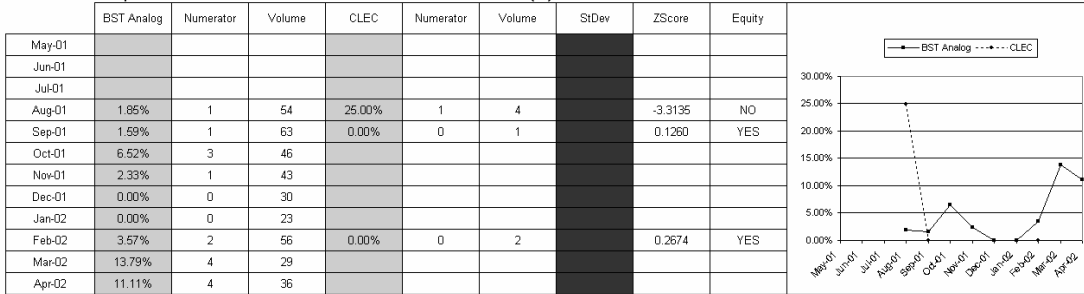 BST Analog Numerator Volume CLEC Numerator Volume StDev ZScore Equity
May-01
Jun-01
Jul-01
Aug-01 1.85% 1 54 25.00% 1 4 -3.3135 NO
Sep-01 1.59% 1 63 0.00% 0 1 0.1260 YES
Oct-01 6.52% 3 46
Nov-01 2.33% 1 43
Dec-01 0.00% 0 30
Jan-02 0.00% 0 23
Feb-02 3.57% 2 56 0.00% 0 2 0.2674 YES
Mar-02 13.79% 4 29
Apr-02 11.11% 4 36
BST Analog CLEC
30.00%
25.00%
20.00%
15.00%
10.00%
5.00%
0.00%
May-01 Jun-01 Jul-01 Aug-01 Sep-01 Oct-01 Nov-01 Dec-01 Jan-02 Feb-02 Mar-02 Apr-02